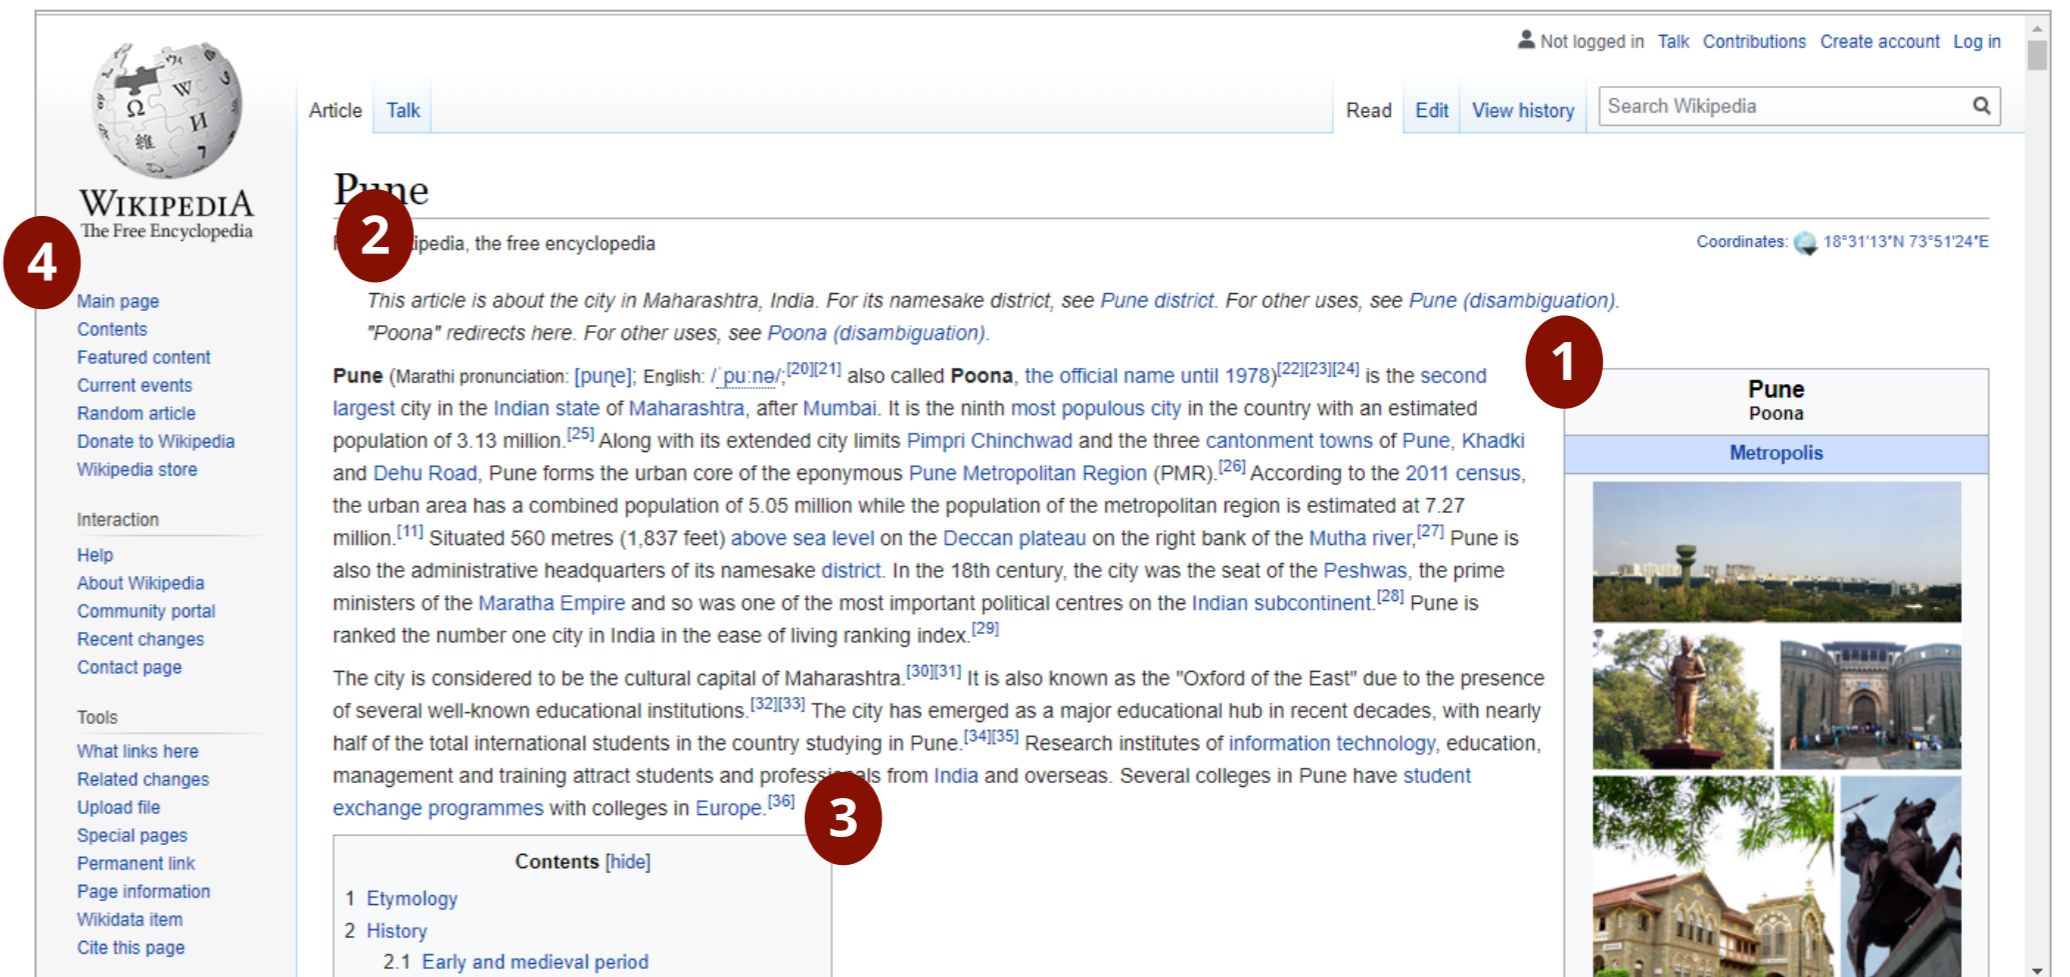 Not logged in Talk Contributions Create account Log in
Article Talk
Read Edit View history Search Wikipedia
WIKIPEDIA
The Free Encyclopedia
4
Main page
Contents
Featured content
Current events
Random article
Donate to Wikipedia
Wikipedia store
Interaction
Help
About Wikipedia
Community portal
Recent changes
Contact page
Tools
What links here
Related changes
Upload file
Special pages
Permanent link
Page information
Wikidata item
Cite this page
Pune
2
the free encyclopedia
Coordinates: 18°31'13"N 73°51'24"E
This article is about the city in Maharashtra, India. For its namesake district, see Pune district. For other uses, see Pune (disambiguation).
"Poona" redirects here. For other uses, see Poona (disambiguation).
Pune (Marathi pronunciation: [puɳe]; English: /ˈpuːnə/;[20][21] also called Poona, the official name until 1978)[22][23][24] is the second
largest city in the Indian state of Maharashtra, after Mumbai. It is the ninth most populous city in the country with an estimated
population of 3.13 million.[25] Along with its extended city limits Pimpri Chinchwad and the three cantonment towns of Pune, Khadki
and Dehu Road, Pune forms the urban core of the eponymous Pune Metropolitan Region (PMR).[26] According to the 2011 census,
the urban area has a combined population of 5.05 million while the population of the metropolitan region is estimated at 7.27
million.[11] Situated 560 metres (1,837 feet) above sea level on the Deccan plateau on the right bank of the Mutha river,[27] Pune is
also the administrative headquarters of its namesake district. In the 18th century, the city was the seat of the Peshwas, the prime
ministers of the Maratha Empire and so was one of the most important political centres on the Indian subcontinent.[28] Pune is
ranked the number one city in India in the ease of living ranking index.[29]
The city is considered to be the cultural capital of Maharashtra.[30][31] It is also known as the "Oxford of the East" due to the presence
of several well-known educational institutions.[32][33] The city has emerged as a major educational hub in recent decades, with nearly
half of the total international students in the country studying in Pune.[34][35] Research institutes of information technology, education,
management and training attract students and professionals from India and overseas. Several colleges in Pune have student
exchange programmes with colleges in Europe.[36]
3
Contents [hide]
1 Etymology
2 History
2.1 Early and medieval period
1
Pune
Poona
Metropolis